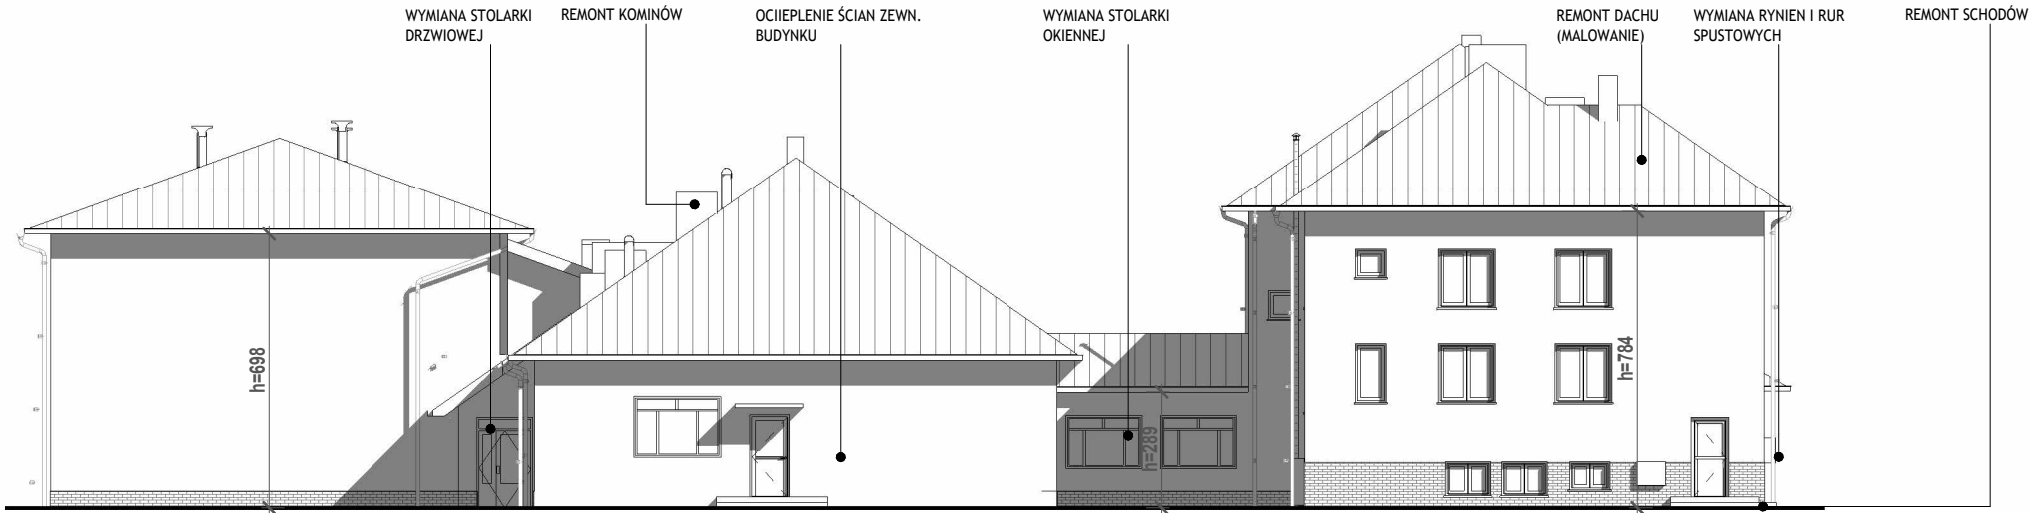 WYMIANA STOLARKI
DRZWIOWEJ
REMONT KOMINÓW
OCIIEPLENIE ŚCIAN ZEWN.
BUDYNKU
WYMIANA STOLARKI
OKIENNEJ
REMONT DACHU
(MALOWANIE)
WYMIANA RYNIEN I RUR
SPUSTOWYCH
REMONT SCHODÓW
h=698
h=289
h=784